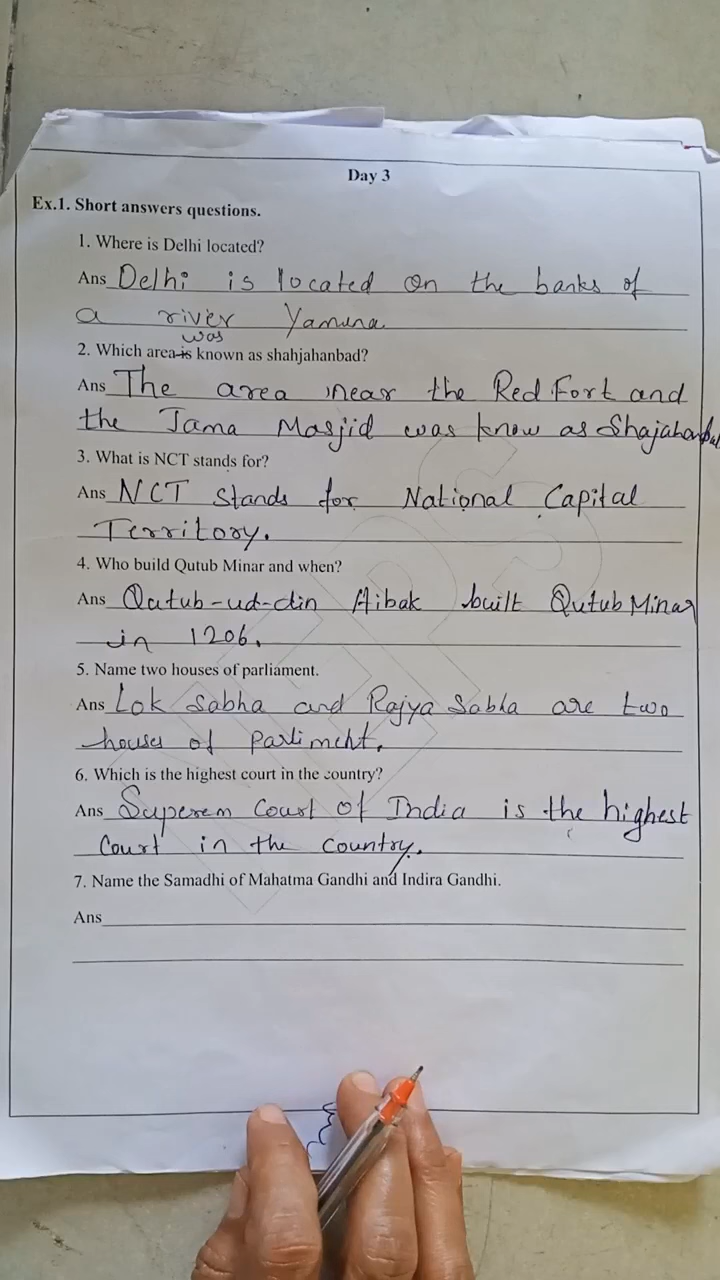 Day 3
Ex.1. Short answers questions.
1. Where is Delhi located?
Ans Delhi is located on the banks of
a river Yamuna
was
2. Which area is known as shahjahanbad?
Ans The area near the Red Fort and
the Jama Masjid was know as Shajahanbad
3. What is NCT stands for?
Ans NCT stands for National Capital
Territory.
4. Who build Qutub Minar and when?
Ans Qutub-ud-din Aibak built Qutub Minar
in 1206.
5. Name two houses of parliament.
Ans Lok Sabha and Rajya Sabha are two
houses of Parliment.
6. Which is the highest court in the country?
Ans Superem Court of India is the highest
Court in the country.
7. Name the Samadhi of Mahatma Gandhi and Indira Gandhi.
Ans